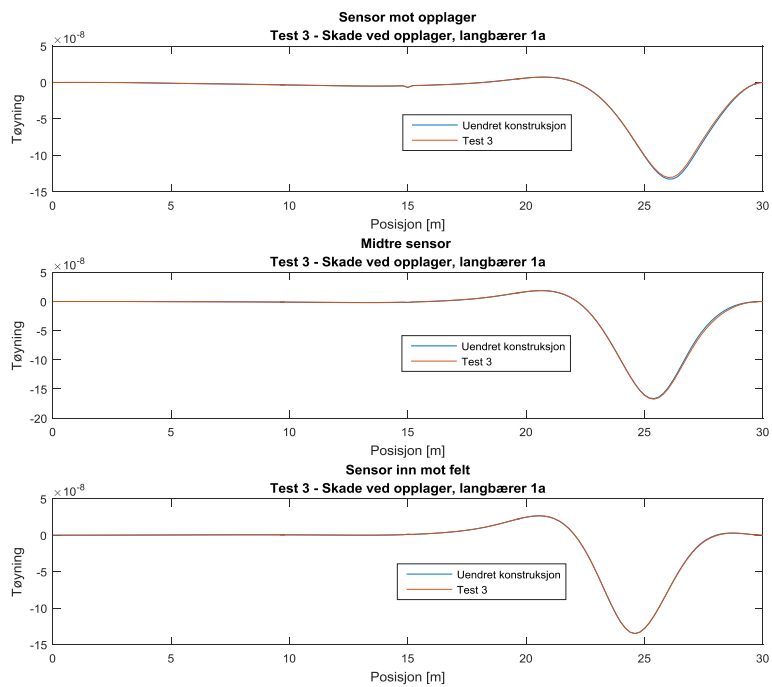 Sensor mot opplager
Test 3 - Skade ved opplager, langbærer 1a
×10⁻⁸
5
0
-5
-10
-15
Tøyning
Uendret konstruksjon
Test 3
0 5 10 15 20 25 30
Posisjon [m]
Midtre sensor
Test 3 - Skade ved opplager, langbærer 1a
×10⁻⁸
5
0
-5
-10
-15
-20
Tøyning
Uendret konstruksjon
Test 3
0 5 10 15 20 25 30
Posisjon [m]
Sensor inn mot felt
Test 3 - Skade ved opplager, langbærer 1a
×10⁻⁸
5
0
-5
-10
-15
Tøyning
Uendret konstruksjon
Test 3
0 5 10 15 20 25 30
Posisjon [m]